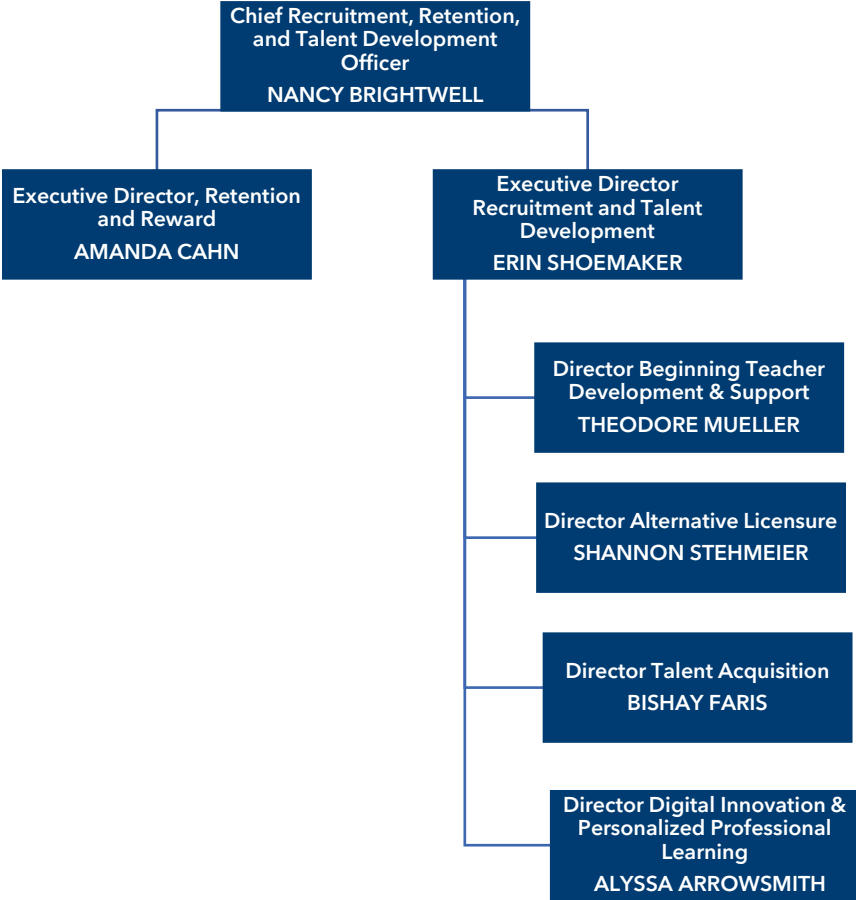 Chief Recruitment, Retention,
and Talent Development
Officer
NANCY BRIGHTWELL
Executive Director, Retention
and Reward
AMANDA CAHN
Executive Director
Recruitment and Talent
Development
ERIN SHOEMAKER
Director Beginning Teacher
Development & Support
THEODORE MUELLER
Director Alternative Licensure
SHANNON STEHMEIER
Director Talent Acquisition
BISHAY FARIS
Director Digital Innovation &
Personalized Professional
Learning
ALYSSA ARROWSMITH